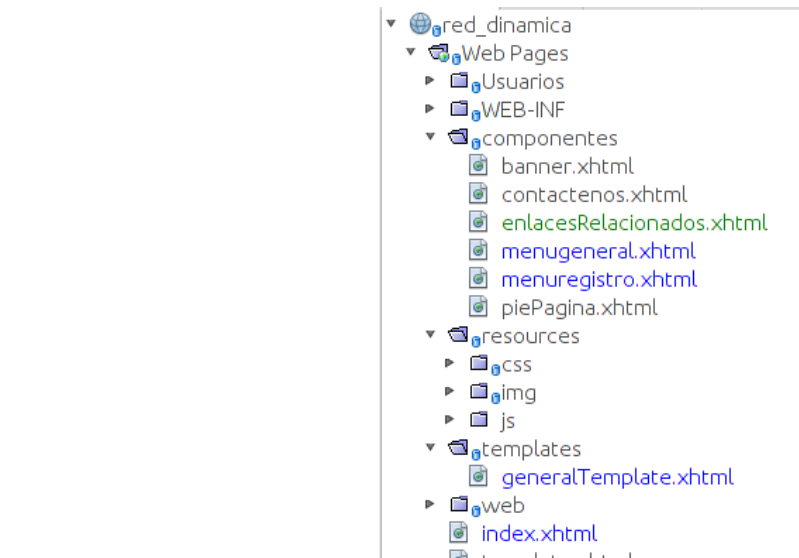 red_dinamica
Web Pages
Usuarios
WEB-INF
componentes
banner.xhtml
contactenos.xhtml
enlacesRelacionados.xhtml
menugeneral.xhtml
menuregistro.xhtml
piePagina.xhtml
resources
css
img
js
templates
generalTemplate.xhtml
web
index.xhtml